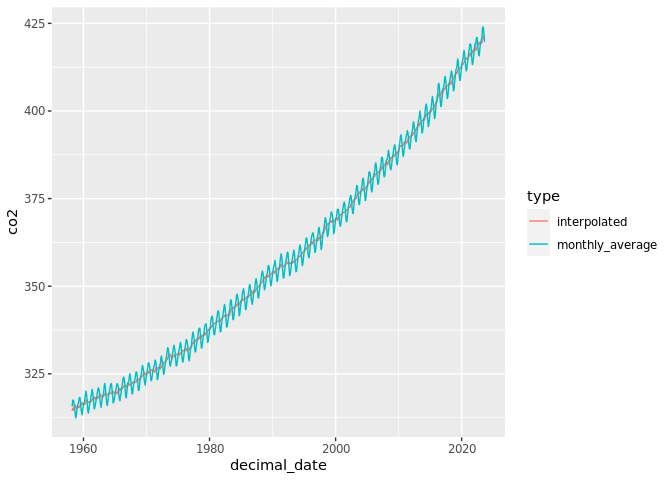 425
400
375
350
325
co2
1960
1980
2000
2020
decimal_date
type
interpolated
monthly_average